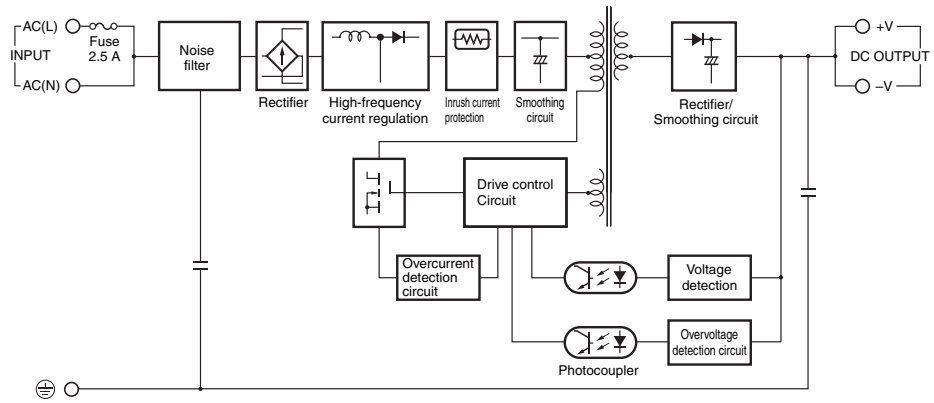 AC(L)
INPUT
AC(N)
Fuse
2.5 A
Noise
filter
Rectifier
High-frequency
current regulation
Inrush current
protection
Smoothing
circuit
Rectifier/
Smoothing circuit
+V
DC OUTPUT
–V
Drive control
Circuit
Overcurrent
detection
circuit
Voltage
detection
Overvoltage
detection circuit
Photocoupler